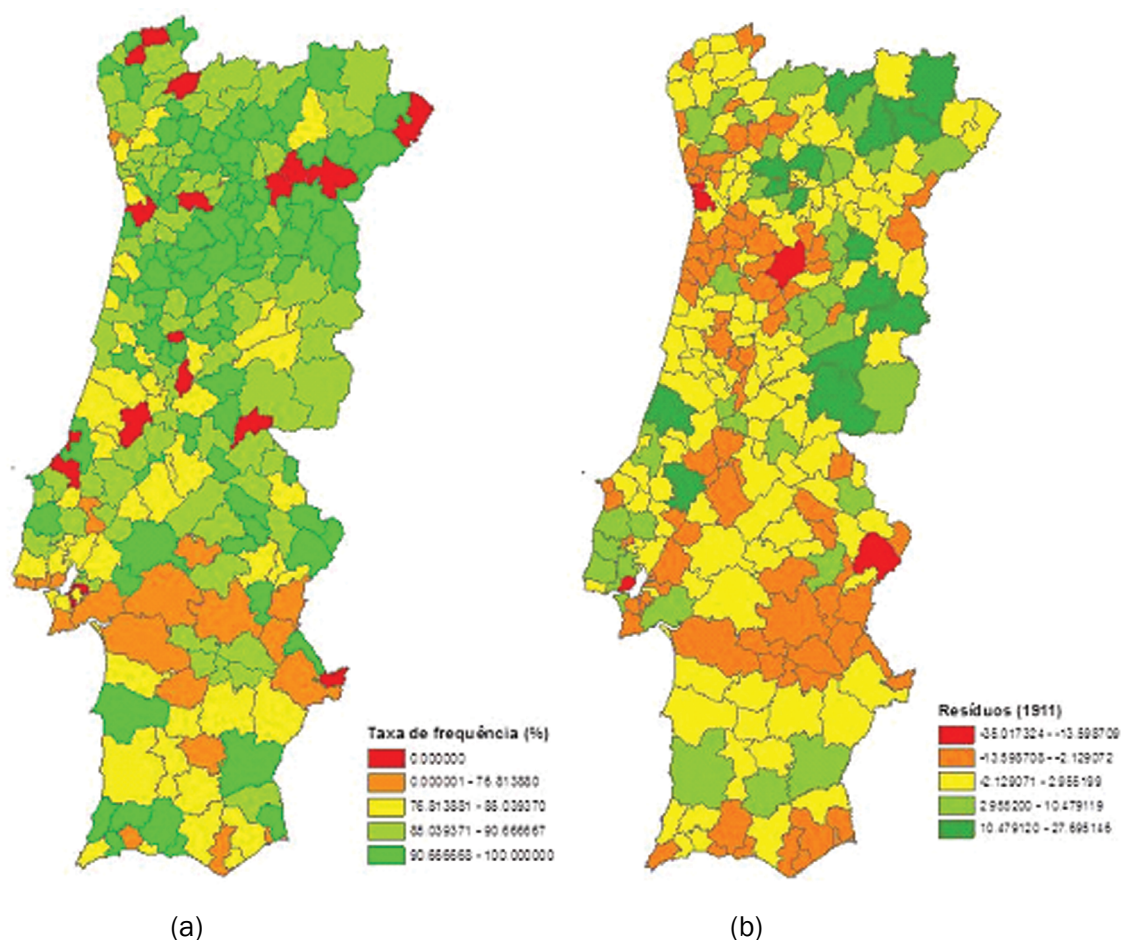 Taxa de frequência (%)
0.000000
0.000001 - 76.813880
76.813881 - 85.039370
85.039371 - 90.666667
90.666668 - 100.000000
Resíduos (1911)
-35.017324 - -13.598709
-13.598708 - -2.129072
-2.129071 - 2.955199
2.955200 - 10.479119
10.479120 - 27.695146
(a)
(b)